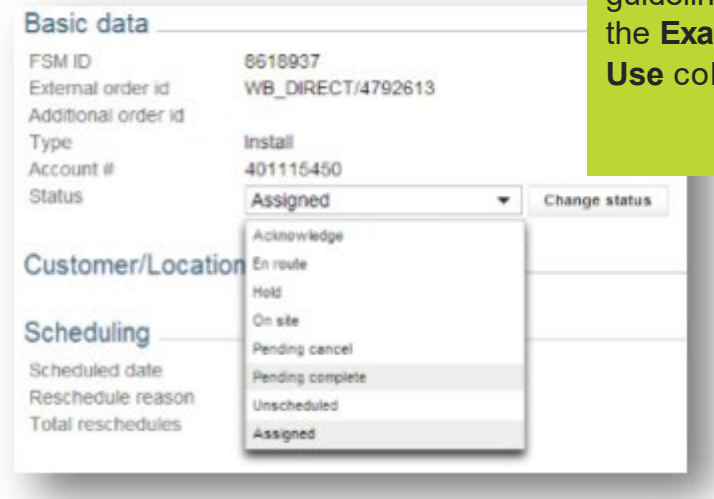 guidelin
the Exa
Use col
Basic data
FSM ID 8618937
External order id WB_DIRECT/4792613
Additional order id
Type Install
Account # 401115450
Status Assigned Change status
Acknowledge
En route
Hold
On site
Pending cancel
Pending complete
Unscheduled
Assigned
Customer/Location
Scheduling
Scheduled date
Reschedule reason
Total reschedules